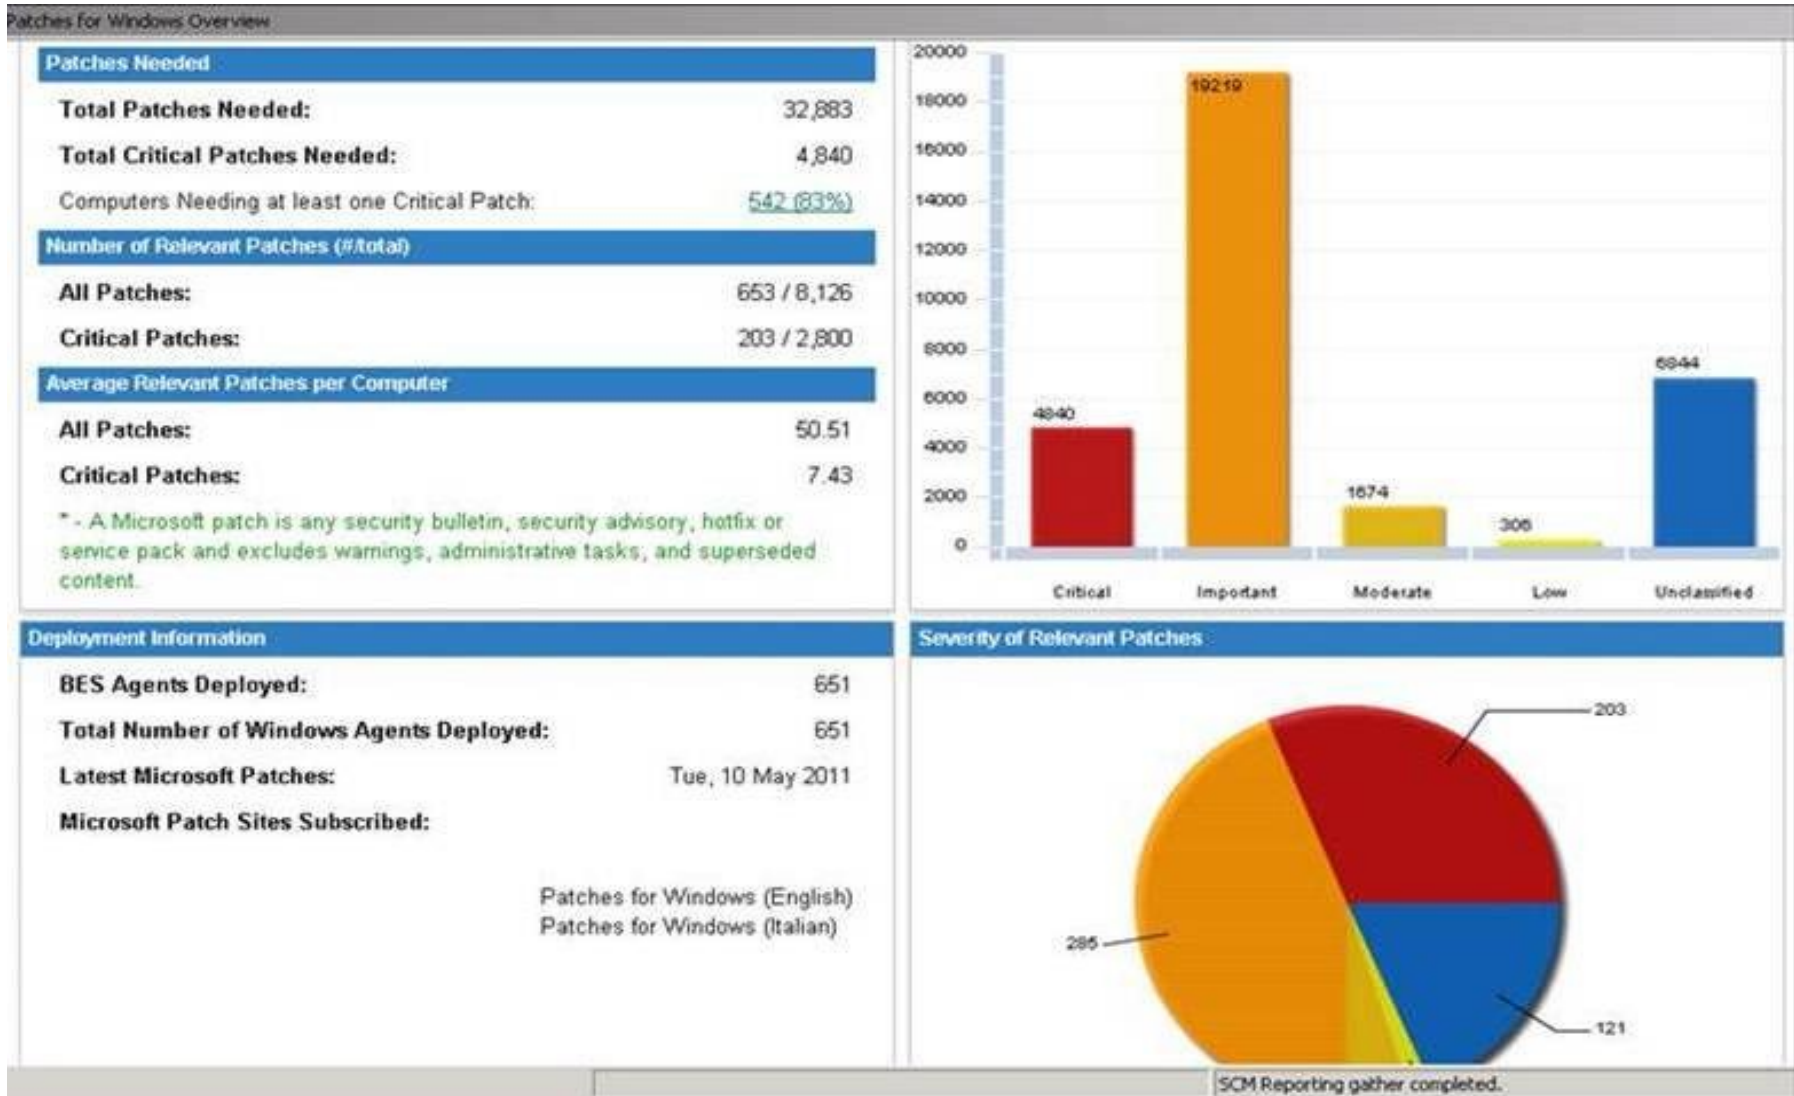 Patches for Windows Overview
Patches Needed
Total Patches Needed: 32,883
Total Critical Patches Needed: 4,840
Computers Needing at least one Critical Patch: 542 (83%)
Number of Relevant Patches (#/total)
All Patches: 653 / 8,126
Critical Patches: 203 / 2,800
Average Relevant Patches per Computer
All Patches: 50.51
Critical Patches: 7.43
* - A Microsoft patch is any security bulletin, security advisory, hotfix or
service pack and excludes warnings, administrative tasks, and superseded
content.
20000
18000
16000
14000
12000
10000
8000
6000
4000
2000
0
4840
19219
1674
306
6844
Critical Important Moderate Low Unclassified
Deployment Information
BES Agents Deployed: 651
Total Number of Windows Agents Deployed: 651
Latest Microsoft Patches: Tue, 10 May 2011
Microsoft Patch Sites Subscribed:
Patches for Windows (English)
Patches for Windows (Italian)
Severity of Relevant Patches
203
285
121
SCM Reporting gather completed.